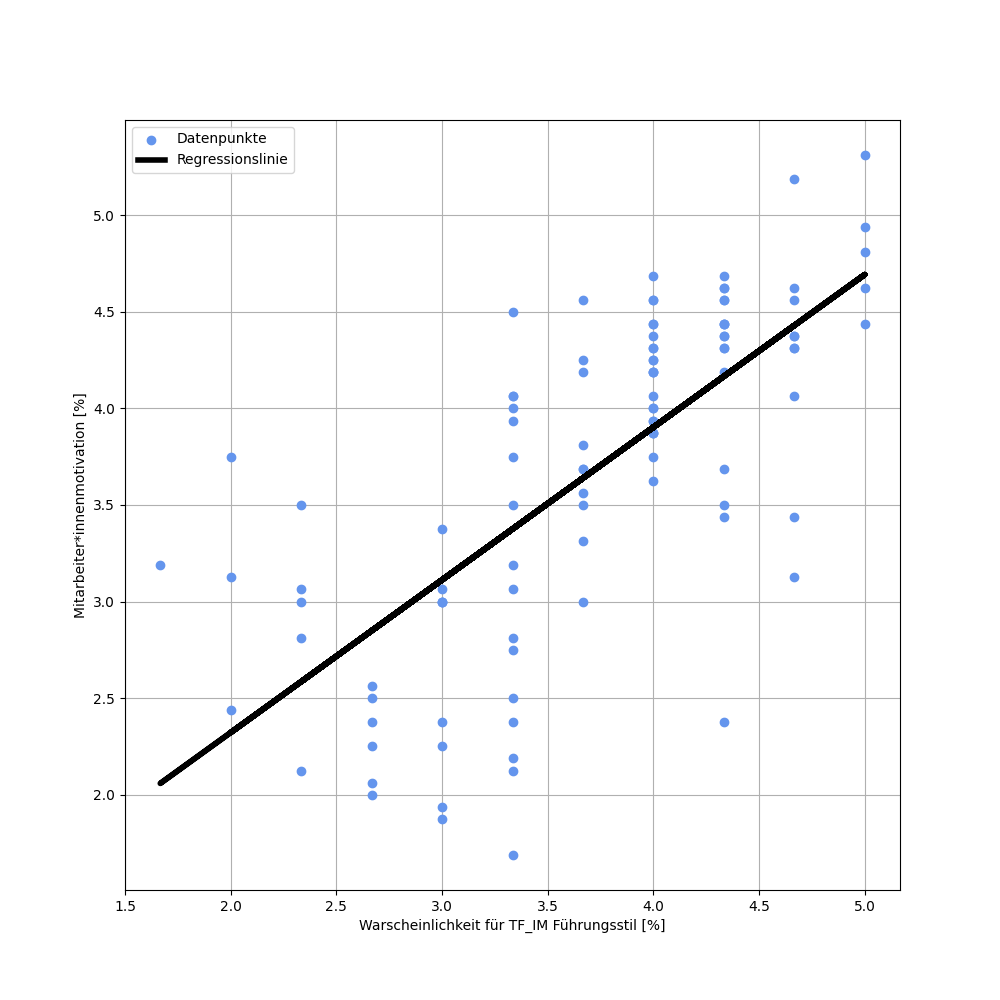 Datenpunkte
Regressionslinie
5.0
4.5
4.0
3.5
3.0
2.5
2.0
Mitarbeiter*innenmotivation [%]
1.5 2.0 2.5 3.0 3.5 4.0 4.5 5.0
Warscheinlichkeit für TF_IM Führungsstil [%]